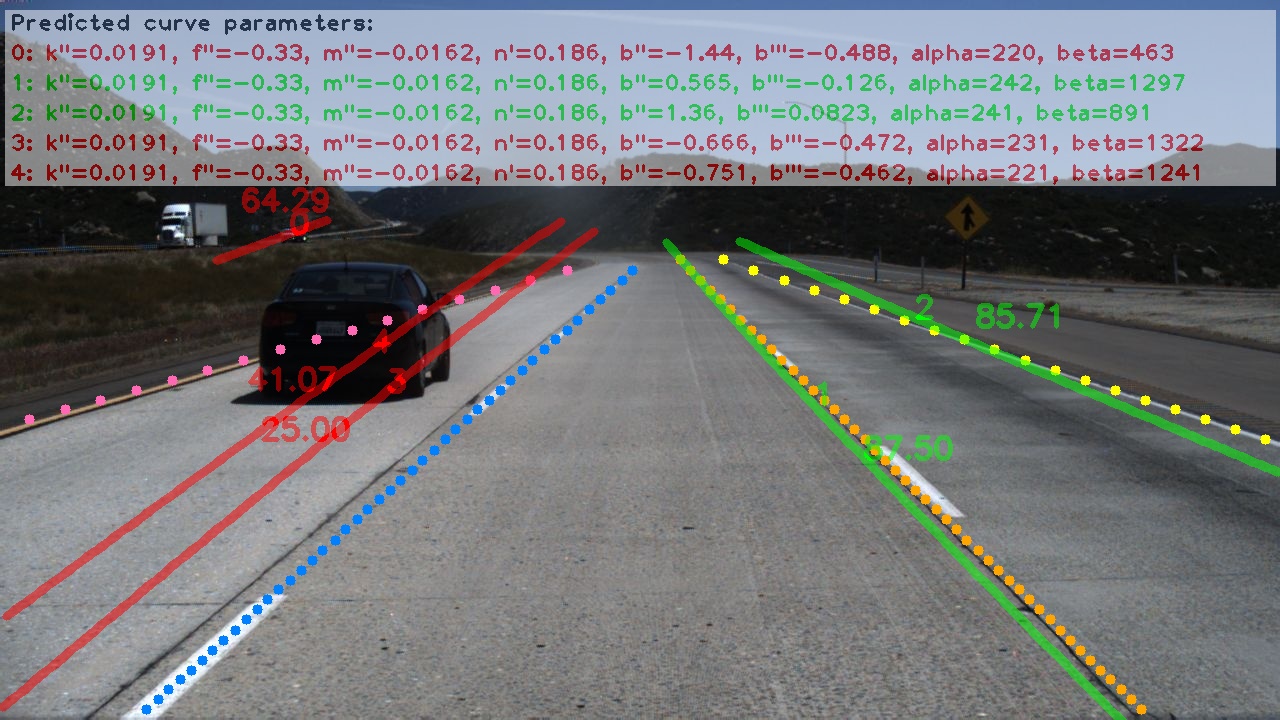 Predicted curve parameters:
0: k''=0.0191, f''=−0.33, m''=−0.0162, n'=0.186, b''=−1.44, b'''=−0.488, alpha=220, beta=463
1: k''=0.0191, f''=−0.33, m''=−0.0162, n'=0.186, b''=0.565, b'''=−0.126, alpha=242, beta=1297
2: k''=0.0191, f''=−0.33, m''=−0.0162, n'=0.186, b''=1.36, b'''=0.0823, alpha=241, beta=891
3: k''=0.0191, f''=−0.33, m''=−0.0162, n'=0.186, b''=−0.666, b'''=−0.472, alpha=231, beta=1322
4: k''=0.0191, f''=−0.33, m''=−0.0162, n'=0.186, b''=−0.751, b'''=−0.462, alpha=221, beta=1241
64.29
0
2
85.71
4
41.07
3
1
25.00
87.50